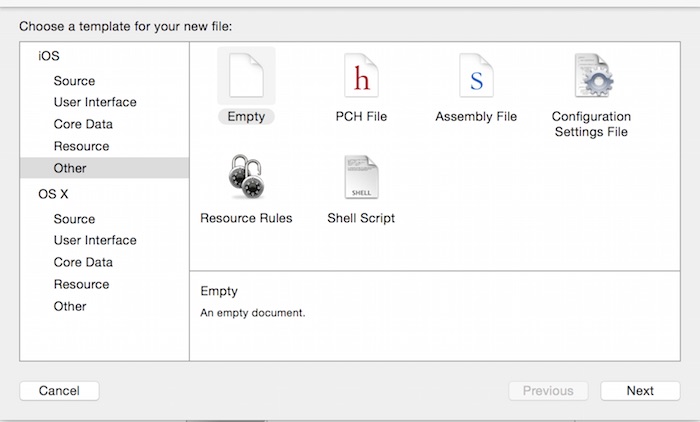 Choose a template for your new file:
iOS
Source
User Interface
Core Data
Resource
Other
OS X
Source
User Interface
Core Data
Resource
Other
h
s
Empty
PCH File
Assembly File
Configuration
Settings File
SHELL
Resource Rules
Shell Script
Empty
An empty document.
Cancel
Previous
Next